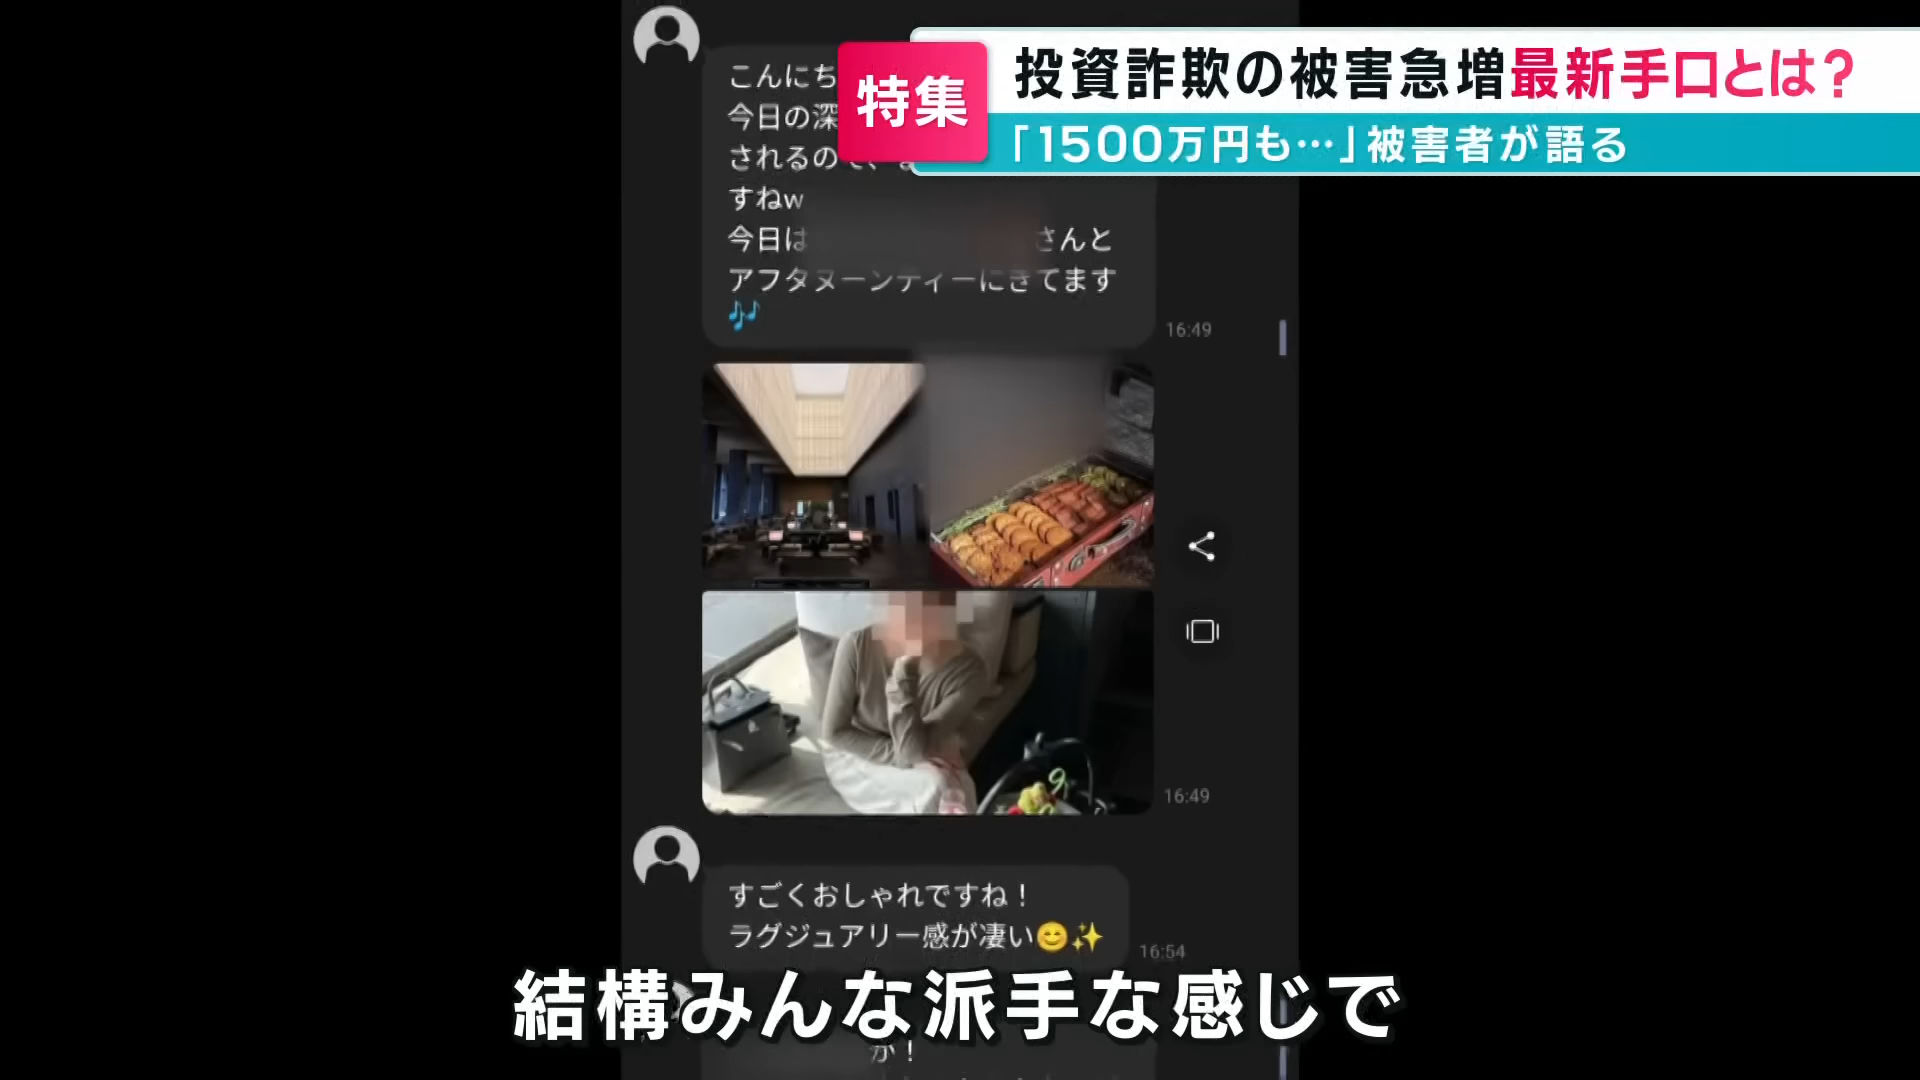 特集
投資詐欺の被害急増最新手口とは?
「1500万円も…」被害者が語る
こんにち
今日の深
されるの
すねw
今日は さんと
アフタヌーンティーにきてます
🎶
16:49
16:49
すごくおしゃれですね！
ラグジュアリー感が凄い😊✨
16:54
結構みんな派手な感じで
か！